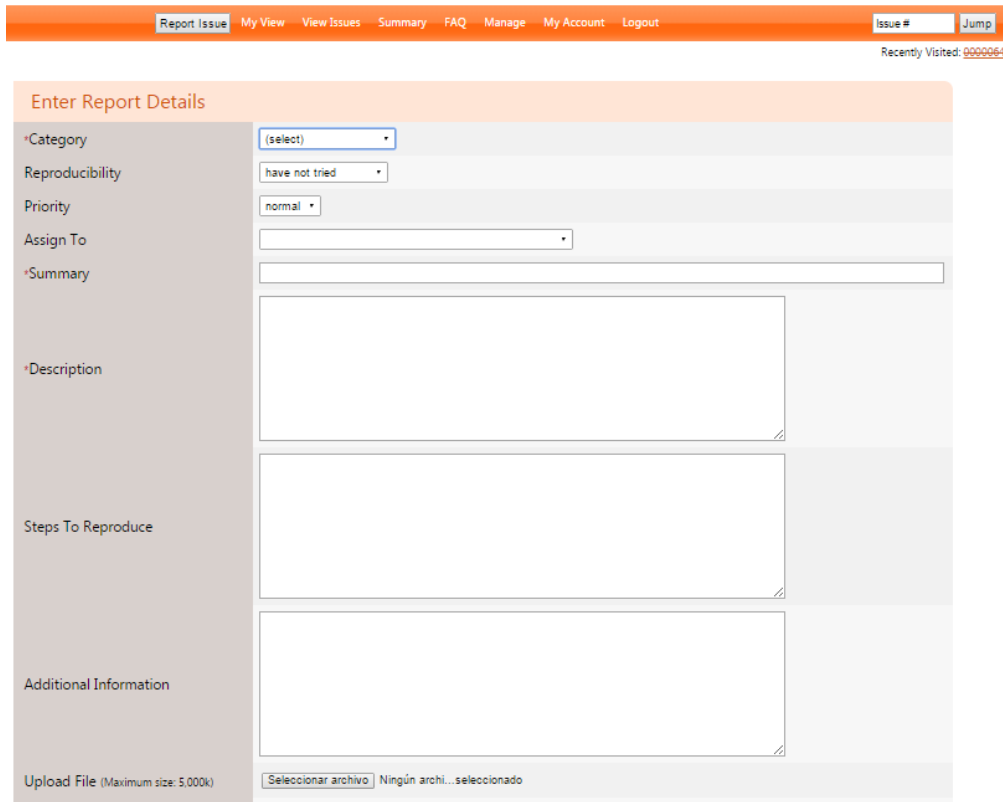 Report Issue My View View Issues Summary FAQ Manage My Account Logout Issue # Jump
Recently Visited: 0000064
Enter Report Details
*Category (select)
Reproducibility have not tried
Priority normal
Assign To
*Summary
*Description
Steps To Reproduce
Additional Information
Upload File (Maximum size: 5,000k) Seleccionar archivo Ningún archi...seleccionado